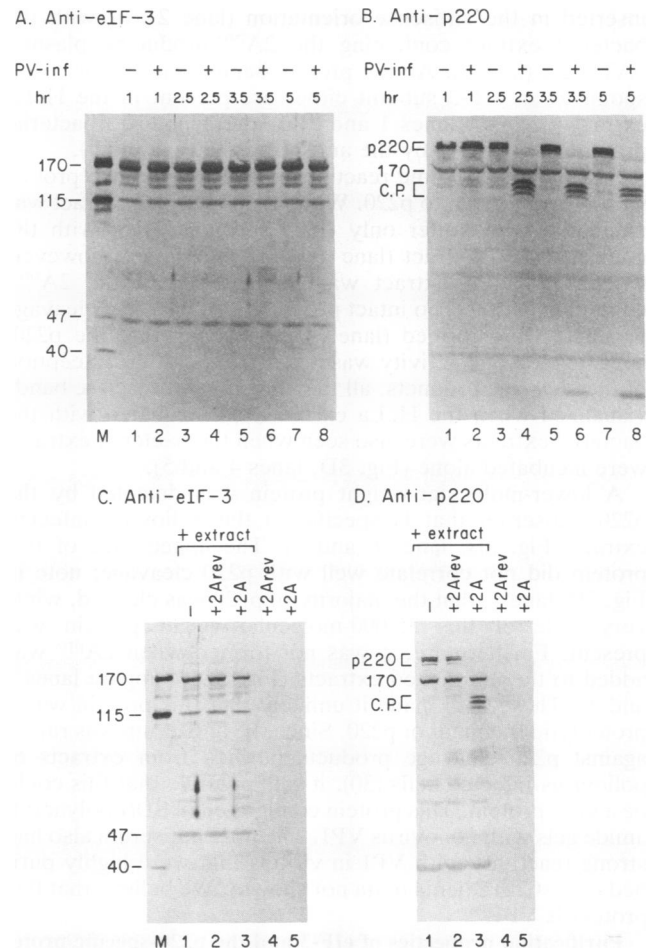 A. Anti-eIF-3
PV-inf − + − + − + − +
hr 1 1 2.5 2.5 3.5 3.5 5 5
170
115
47
40
M 1 2 3 4 5 6 7 8
B. Anti-p220
− + − + − + − +
1 1 2.5 2.5 3.5 3.5 5 5
p220
170
C.P.
1 2 3 4 5 6 7 8
C. Anti-eIF-3
+ extract
− +2Arev +2A +2Arev +2A
170
115
47
40
M 1 2 3 4 5
D. Anti-p220
+ extract
− +2Arev +2A +2Arev +2A
p220
170
C.P.
1 2 3 4 5